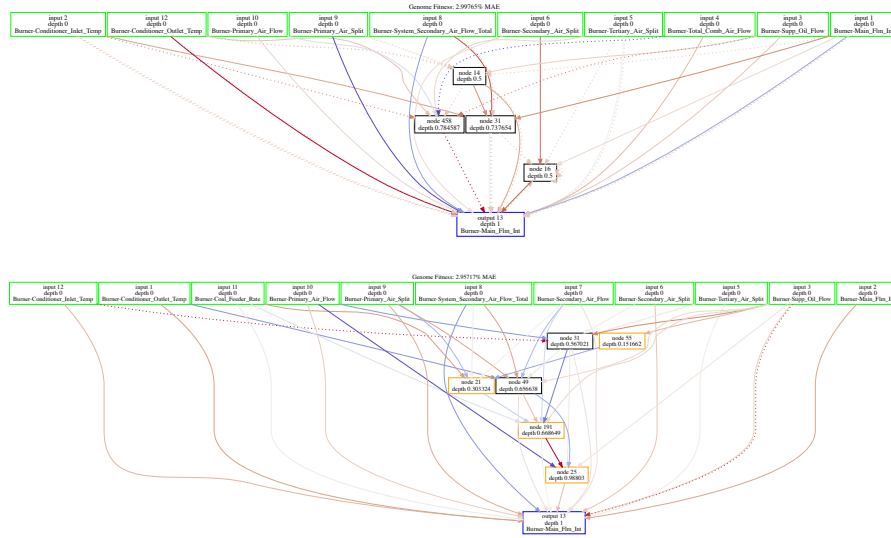 Genome Fitness: 2.99765% MAE
input 2
depth 0
Burner-Conditioner_Inlet_Temp
input 12
depth 0
Burner-Conditioner_Outlet_Temp
input 10
depth 0
Burner-Primary_Air_Flow
input 9
depth 0
Burner-Primary_Air_Split
input 8
depth 0
Burner-System_Secondary_Air_Flow_Total
input 6
depth 0
Burner-Secondary_Air_Split
input 5
depth 0
Burner-Tertiary_Air_Split
input 4
depth 0
Burner-Total_Comb_Air_Flow
input 3
depth 0
Burner-Supp_Oil_Flow
input 1
depth 0
Burner-Main_Flm_In
node 14
depth 0.5
node 458
depth 0.784587
node 31
depth 0.737654
node 16
depth 0.5
output 13
depth 1
Burner-Main_Flm_Int
Genome Fitness: 2.95717% MAE
input 12
depth 0
Burner-Conditioner_Inlet_Temp
input 1
depth 0
Burner-Conditioner_Outlet_Temp
input 11
depth 0
Burner-Coal_Feeder_Rate
input 10
depth 0
Burner-Primary_Air_Flow
input 9
depth 0
Burner-Primary_Air_Split
input 8
depth 0
Burner-System_Secondary_Air_Flow_Total
input 7
depth 0
Burner-Secondary_Air_Flow
input 6
depth 0
Burner-Secondary_Air_Split
input 5
depth 0
Burner-Tertiary_Air_Split
input 3
depth 0
Burner-Supp_Oil_Flow
input 2
depth 0
Burner-Main_Flm_I
node 31
depth 0.567021
node 55
depth 0.151662
node 21
depth 0.303324
node 49
depth 0.656638
node 191
depth 0.668649
node 25
depth 0.98803
output 13
depth 1
Burner-Main_Flm_Int